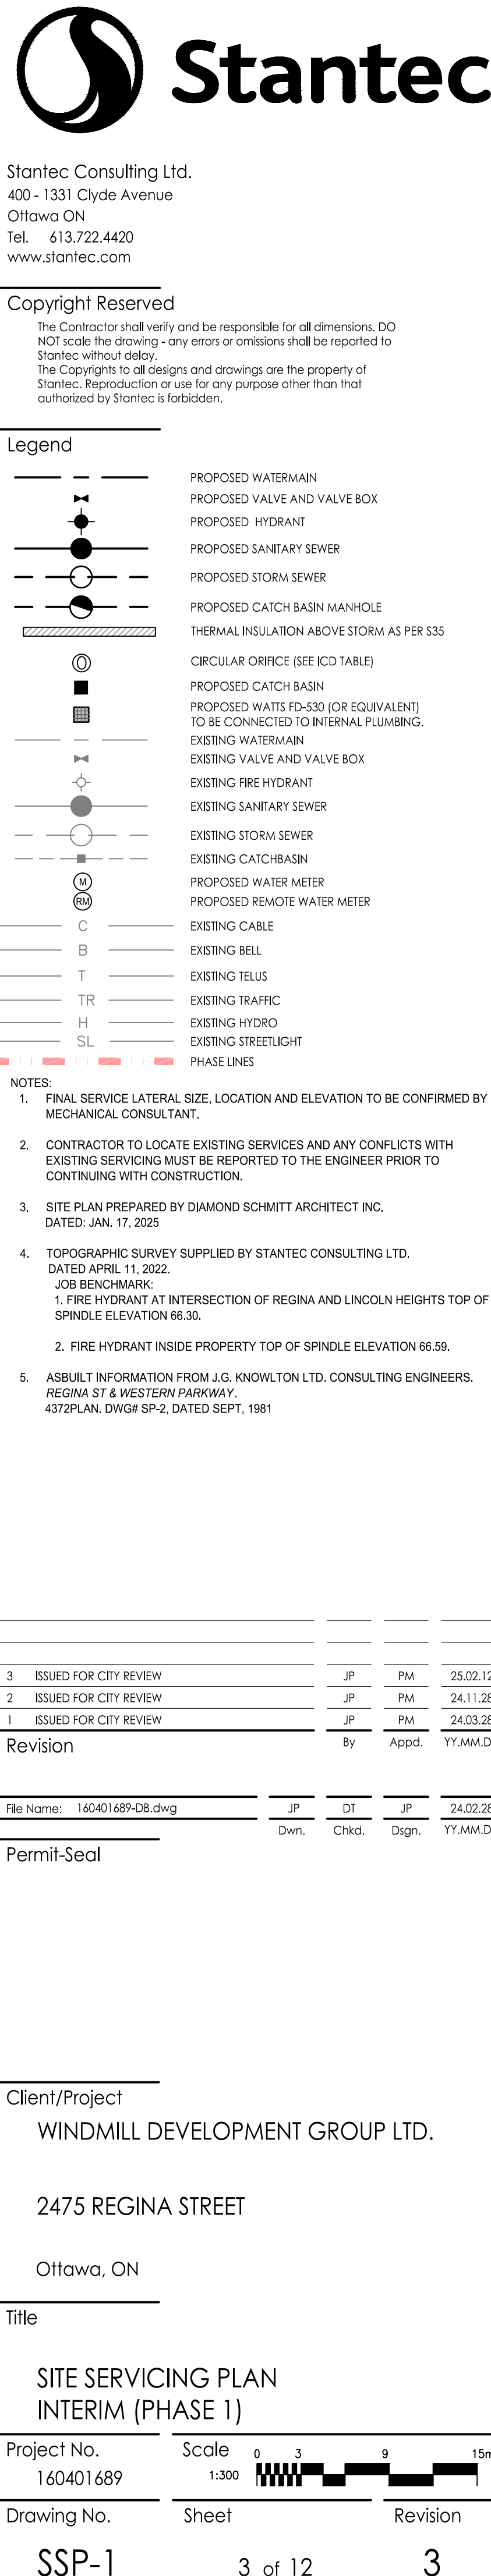 Stantec
Stantec Consulting Ltd.
400 - 1331 Clyde Avenue
Ottawa ON
Tel. 613.722.4420
www.stantec.com
Copyright Reserved
The Contractor shall verify and be responsible for all dimensions. DO
NOT scale the drawing - any errors or omissions shall be reported to
Stantec without delay.
The Copyrights to all designs and drawings are the property of
Stantec. Reproduction or use for any purpose other than that
authorized by Stantec is forbidden.
Legend
PROPOSED WATERMAIN
PROPOSED VALVE AND VALVE BOX
PROPOSED HYDRANT
PROPOSED SANITARY SEWER
PROPOSED STORM SEWER
PROPOSED CATCH BASIN MANHOLE
THERMAL INSULATION ABOVE STORM AS PER S35
CIRCULAR ORIFICE (SEE ICD TABLE)
PROPOSED CATCH BASIN
PROPOSED WATTS FD-530 (OR EQUIVALENT)
TO BE CONNECTED TO INTERNAL PLUMBING.
EXISTING WATERMAIN
EXISTING VALVE AND VALVE BOX
EXISTING FIRE HYDRANT
EXISTING SANITARY SEWER
EXISTING STORM SEWER
EXISTING CATCHBASIN
M PROPOSED WATER METER
RM PROPOSED REMOTE WATER METER
C EXISTING CABLE
B EXISTING BELL
T EXISTING TELUS
TR EXISTING TRAFFIC
H EXISTING HYDRO
SL EXISTING STREETLIGHT
PHASE LINES
NOTES:
1. FINAL SERVICE LATERAL SIZE, LOCATION AND ELEVATION TO BE CONFIRMED BY
MECHANICAL CONSULTANT.
2. CONTRACTOR TO LOCATE EXISTING SERVICES AND ANY CONFLICTS WITH
EXISTING SERVICING MUST BE REPORTED TO THE ENGINEER PRIOR TO
CONTINUING WITH CONSTRUCTION.
3. SITE PLAN PREPARED BY DIAMOND SCHMITT ARCHITECT INC.
DATED: JAN. 17, 2025
4. TOPOGRAPHIC SURVEY SUPPLIED BY STANTEC CONSULTING LTD.
DATED APRIL 11, 2022.
JOB BENCHMARK:
1. FIRE HYDRANT AT INTERSECTION OF REGINA AND LINCOLN HEIGHTS TOP OF
SPINDLE ELEVATION 66.30.
2. FIRE HYDRANT INSIDE PROPERTY TOP OF SPINDLE ELEVATION 66.59.
5. ASBUILT INFORMATION FROM J.G. KNOWLTON LTD. CONSULTING ENGINEERS.
REGINA ST & WESTERN PARKWAY.
4372PLAN. DWG# SP-2, DATED SEPT, 1981
3 ISSUED FOR CITY REVIEW JP PM 25.02.12
2 ISSUED FOR CITY REVIEW JP PM 24.11.28
1 ISSUED FOR CITY REVIEW JP PM 24.03.28
Revision By Appd. YY.MM.D
File Name: 160401689-DB.dwg JP DT JP 24.02.28
Dwn. Chkd. Dsgn. YY.MM.D
Permit-Seal
Client/Project
WINDMILL DEVELOPMENT GROUP LTD.
2475 REGINA STREET
Ottawa, ON
Title
SITE SERVICING PLAN
INTERIM (PHASE 1)
Project No. Scale 0 3 9 15m
160401689 1:300
Drawing No. Sheet Revision
SSP-1 3 of 12 3